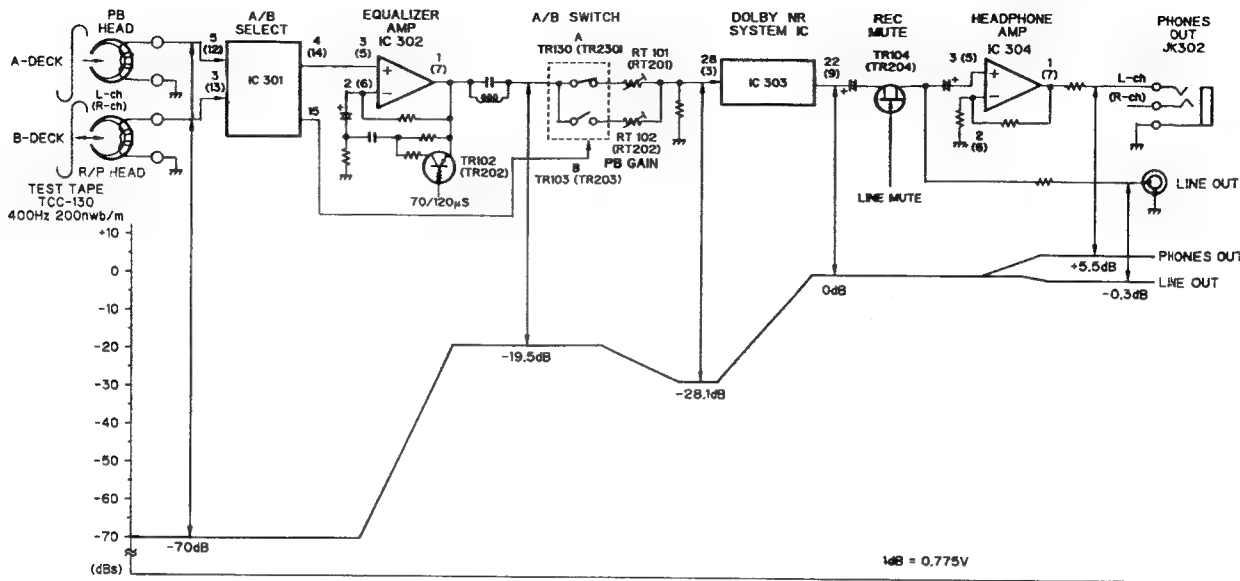 PB
HEAD
A/B
SELECT
EQUALIZER
AMP
IC 302
A/B SWITCH
DOLBY NR
SYSTEM IC
REC
MUTE
HEADPHONE
AMP
IC 304
PHONES
OUT
JK302
A
TR130 (TR230)
TR104
(TR204)
A-DECK
5
(12)
3
(13)
IC 301
4
(14)
15
3
(5)
2 (6)
1
(7)
RT 101
(RT201)
28
(3)
IC 303
22
(9)
+
3 (5)
+
−
1
(7)
2
(6)
L-ch
(R-ch)
L-ch
(R-ch)
B-DECK
R/P HEAD
+
−
+
TR102
(TR202)
70/120µS
RT 102
(RT202)
PB GAIN
B
TR103 (TR203)
LINE MUTE
LINE OUT
TEST TAPE
TCC-130
400Hz 200nwb/m
+10
0
-10
-20
-30
-40
-50
-60
-70
(dBs)
-70dB
-19.5dB
-28.1dB
0dB
+5.5dB
-0.3dB
PHONES OUT
LINE OUT
1dB = 0.775V